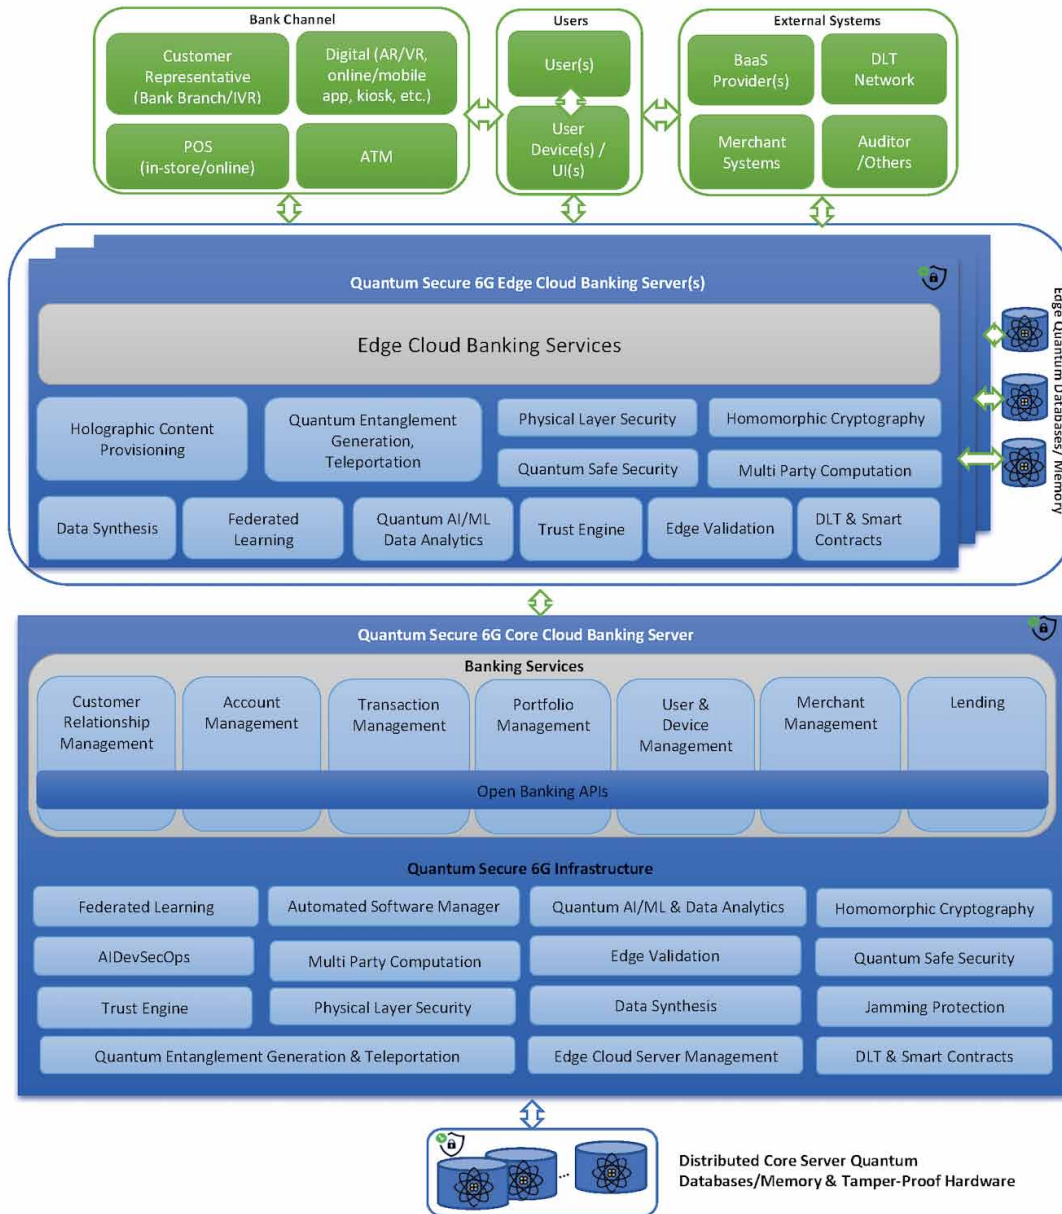 Bank Channel
Users
External Systems
Customer
Representative
(Bank Branch/IVR)
Digital (AR/VR,
online/mobile
app, kiosk, etc.)
POS
(in-store/online)
ATM
User(s)
User
Device(s) /
UI(s)
BaaS
Provider(s)
DLT
Network
Merchant
Systems
Auditor
/Others
Quantum Secure 6G Edge Cloud Banking Server(s)
Edge Cloud Banking Services
Holographic Content
Provisioning
Quantum Entanglement
Generation,
Teleportation
Physical Layer Security
Homomorphic Cryptography
Quantum Safe Security
Multi Party Computation
Data Synthesis
Federated
Learning
Quantum AI/ML
Data Analytics
Trust Engine
Edge Validation
DLT & Smart
Contracts
Edge Quantum Databases/ Memory
Quantum Secure 6G Core Cloud Banking Server
Banking Services
Customer
Relationship
Management
Account
Management
Transaction
Management
Portfolio
Management
User &
Device
Management
Merchant
Management
Lending
Open Banking APIs
Quantum Secure 6G Infrastructure
Federated Learning
Automated Software Manager
Quantum AI/ML & Data Analytics
Homomorphic Cryptography
AIDevSecOps
Multi Party Computation
Edge Validation
Quantum Safe Security
Trust Engine
Physical Layer Security
Data Synthesis
Jamming Protection
Quantum Entanglement Generation & Teleportation
Edge Cloud Server Management
DLT & Smart Contracts
...
Distributed Core Server Quantum
Databases/Memory & Tamper-Proof Hardware